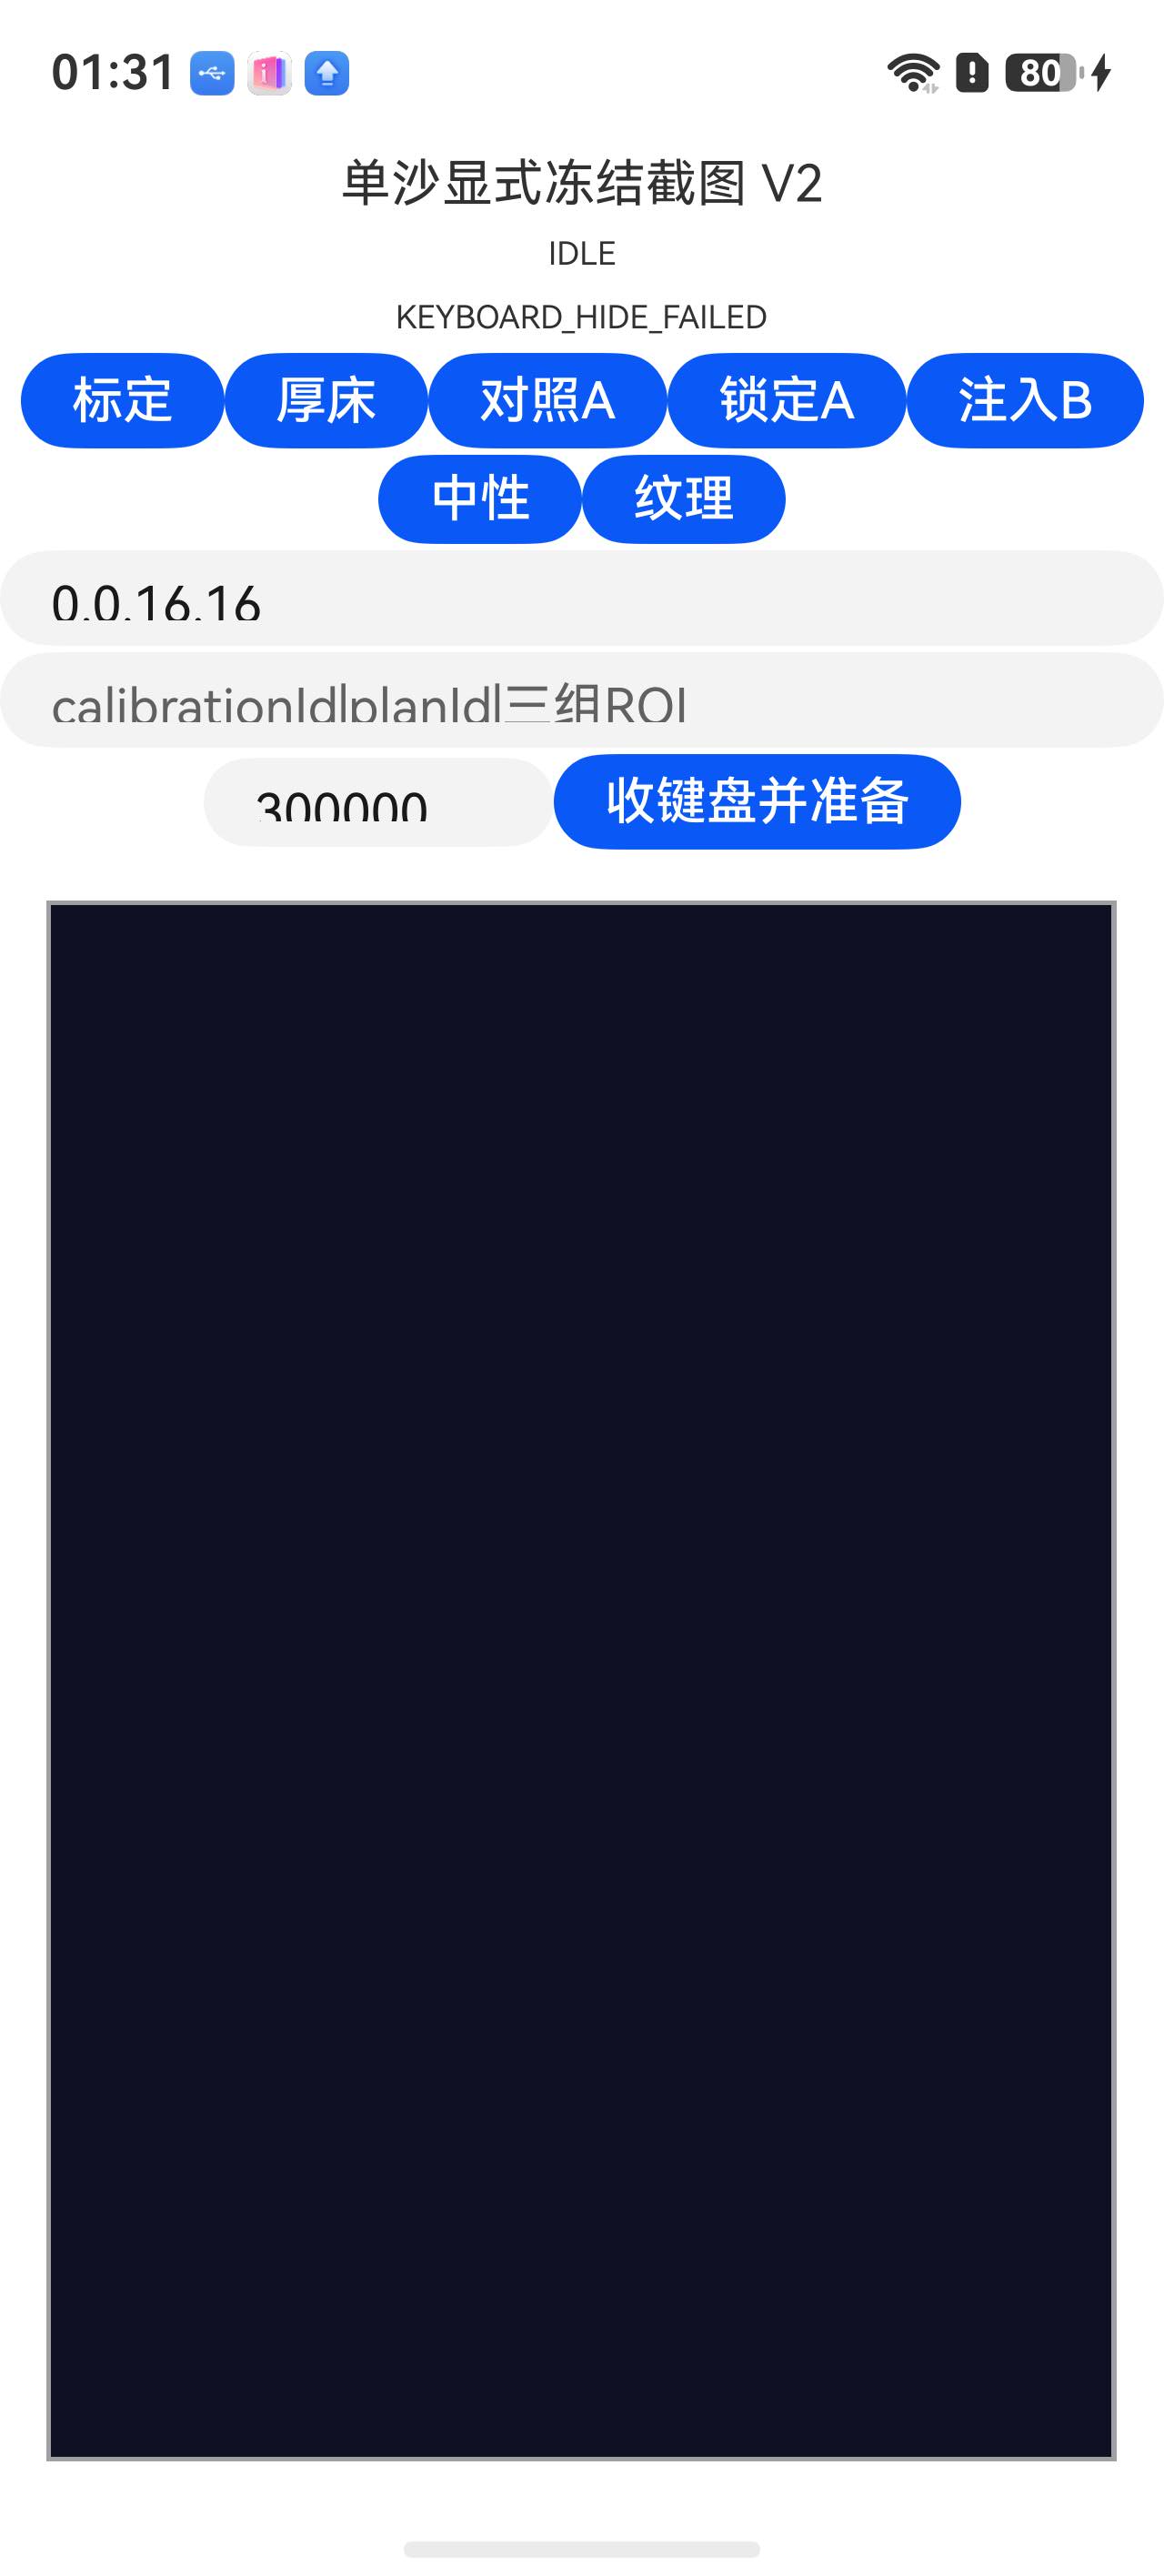 01:31 80
单沙显式冻结截图 V2
IDLE
KEYBOARD_HIDE_FAILED
标定 厚床 对照A 锁定A 注入B
中性 纹理
0,0,16,16
calibrationId|planId|三组ROI
300000 收键盘并准备